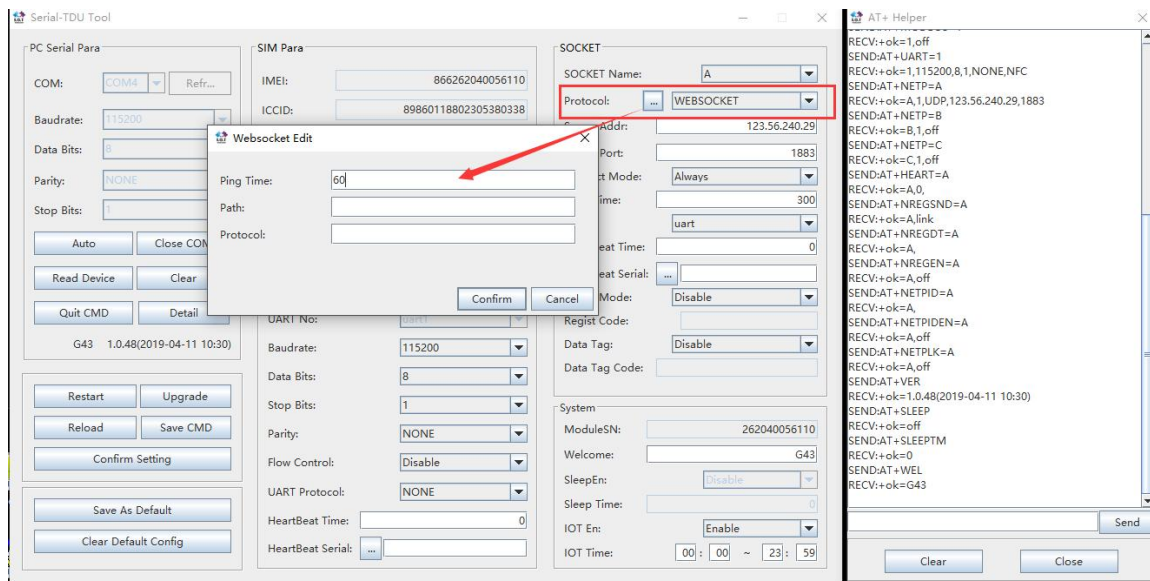 Serial-TDU Tool
PC Serial Para
COM: COM4 Refr...
Baudrate: 115200
Data Bits: 8
Parity: NONE
Stop Bits: 1
Auto Close CON
Read Device Clear
Quit CMD Detail
G43 1.0.48(2019-04-11 10:30)
Restart Upgrade
Reload Save CMD
Confirm Setting
Save As Default
Clear Default Config
SIM Para
IMEI: 866262040056110
ICCID: 89860118802305380338
Websocket Edit
Ping Time: 60
Path:
Protocol:
Confirm Cancel
UART No: uart1
Baudrate: 115200
Data Bits: 8
Stop Bits: 1
Parity: NONE
Flow Control: Disable
UART Protocol: NONE
HeartBeat Time: 0
HeartBeat Serial: ...
SOCKET
SOCKET Name: A
Protocol: ... WEBSOCKET
Addr: 123.56.240.29
Port: 1883
ct Mode: Always
ime: 300
uart
eat Time: 0
eat Serial: ...
Mode: Disable
Regist Code:
Data Tag: Disable
Data Tag Code:
System
ModuleSN: 262040056110
Welcome: G43
SleepEn: Disable
Sleep Time: 0
IOT En: Enable
IOT Time: 00 : 00 ~ 23 : 59
AT+ Helper
RECV:+ok=1,off
SEND:AT+UART=1
RECV:+ok=1,115200,8,1,NONE,NFC
SEND:AT+NETP=A
RECV:+ok=A,1,UDP,123.56.240.29,1883
SEND:AT+NETP=B
RECV:+ok=B,1,off
SEND:AT+NETP=C
RECV:+ok=C,1,off
SEND:AT+HEART=A
RECV:+ok=A,0,
SEND:AT+NREGSND=A
RECV:+ok=A,link
SEND:AT+NREGDT=A
RECV:+ok=A,
SEND:AT+NREGEN=A
RECV:+ok=A,off
SEND:AT+NETPID=A
RECV:+ok=A,
SEND:AT+NETPIDEN=A
RECV:+ok=A,off
SEND:AT+NETPLK=A
RECV:+ok=A,off
SEND:AT+VER
RECV:+ok=1.0.48(2019-04-11 10:30)
SEND:AT+SLEEP
RECV:+ok=off
SEND:AT+SLEEPTM
RECV:+ok=0
SEND:AT+WEL
RECV:+ok=G43
Send
Clear Close